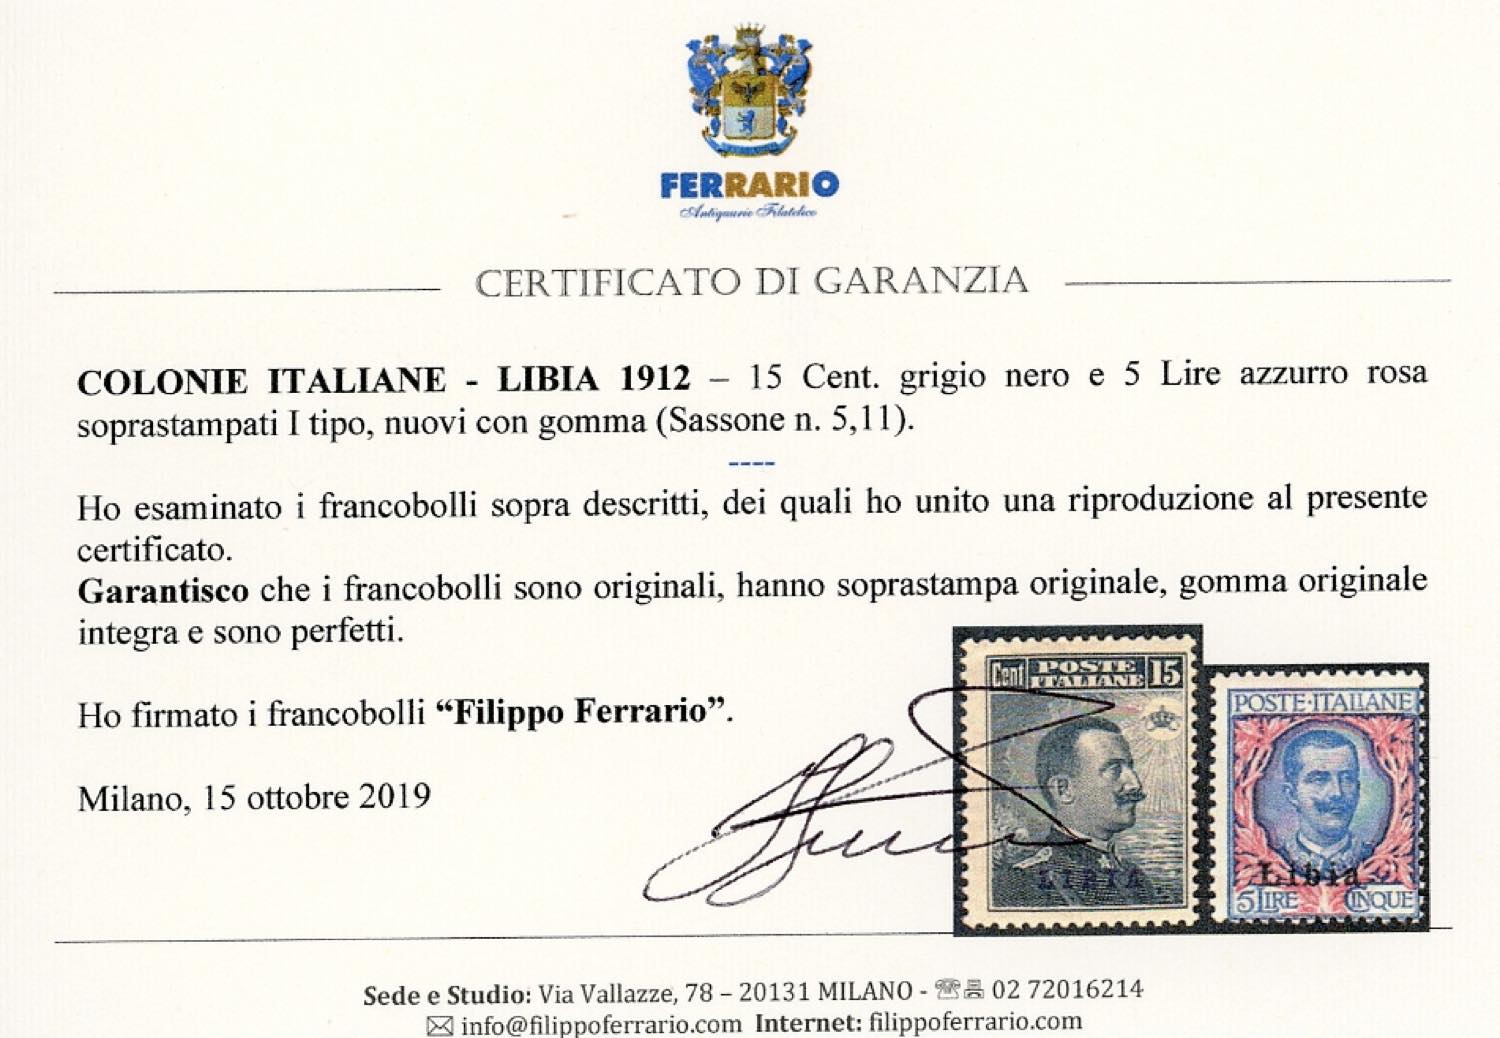 FERRARIO
Antiquario Filatelico
CERTIFICATO DI GARANZIA
COLONIE ITALIANE - LIBIA 1912 – 15 Cent. grigio nero e 5 Lire azzurro rosa
soprastampati I tipo, nuovi con gomma (Sassone n. 5,11).
----
Ho esaminato i francobolli sopra descritti, dei quali ho unito una riproduzione al presente
certificato.
Garantisco che i francobolli sono originali, hanno soprastampa originale, gomma originale
integra e sono perfetti.
Ho firmato i francobolli “Filippo Ferrario”.
Milano, 15 ottobre 2019
Cent POSTE ITALIANE 15
LIBIA
POSTE·ITALIANE
Libia
5 LIRE CINQUE
Sede e Studio: Via Vallazze, 78 – 20131 MILANO - 02 72016214
info@filippoferrario.com Internet: filippoferrario.com